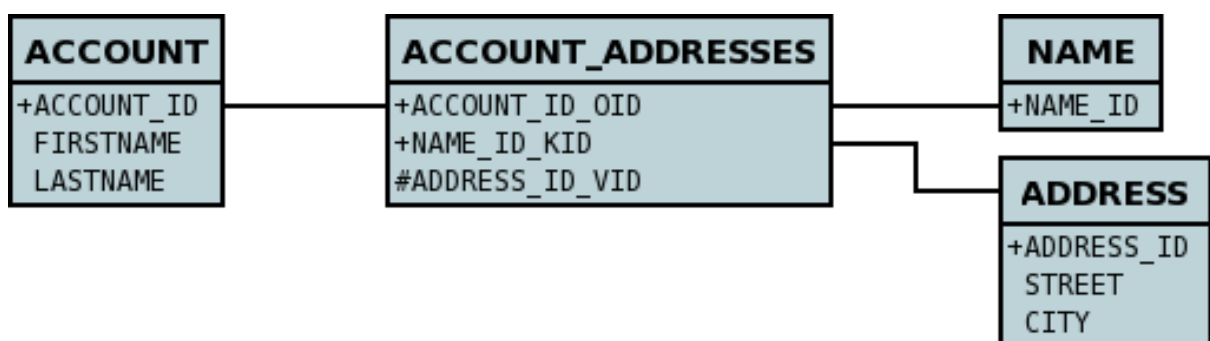 ACCOUNT
+ACCOUNT_ID
FIRSTNAME
LASTNAME
ACCOUNT_ADDRESSES
+ACCOUNT_ID_OID
+NAME_ID_KID
#ADDRESS_ID_VID
NAME
+NAME_ID
ADDRESS
+ADDRESS_ID
STREET
CITY